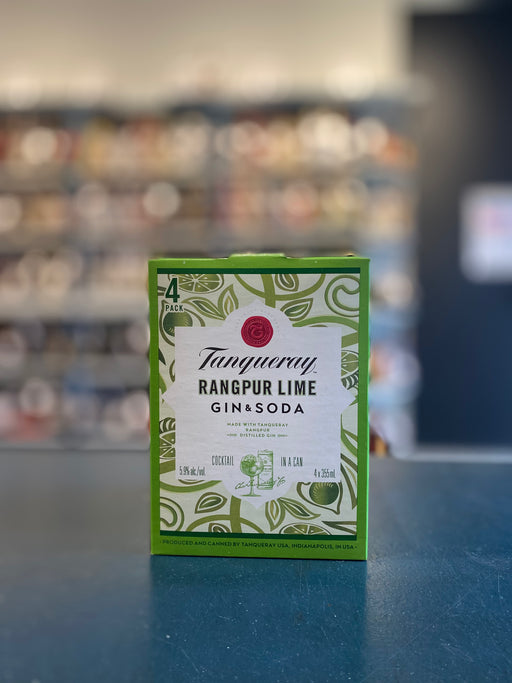 4
PACK
Tanqueray
RANGPUR LIME
GIN & SODA
MADE WITH TANQUERAY
RANGPUR
DISTILLED GIN
COCKTAIL IN A CAN
5.9% alc/vol. 4 x 355ml
PRODUCED AND CANNED BY TANQUERAY USA, INDIANAPOLIS, IN USA